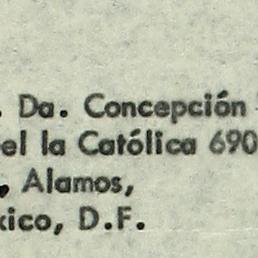 . Da. Concepción
el la Católica 690
, Alamos,
xico, D.F.